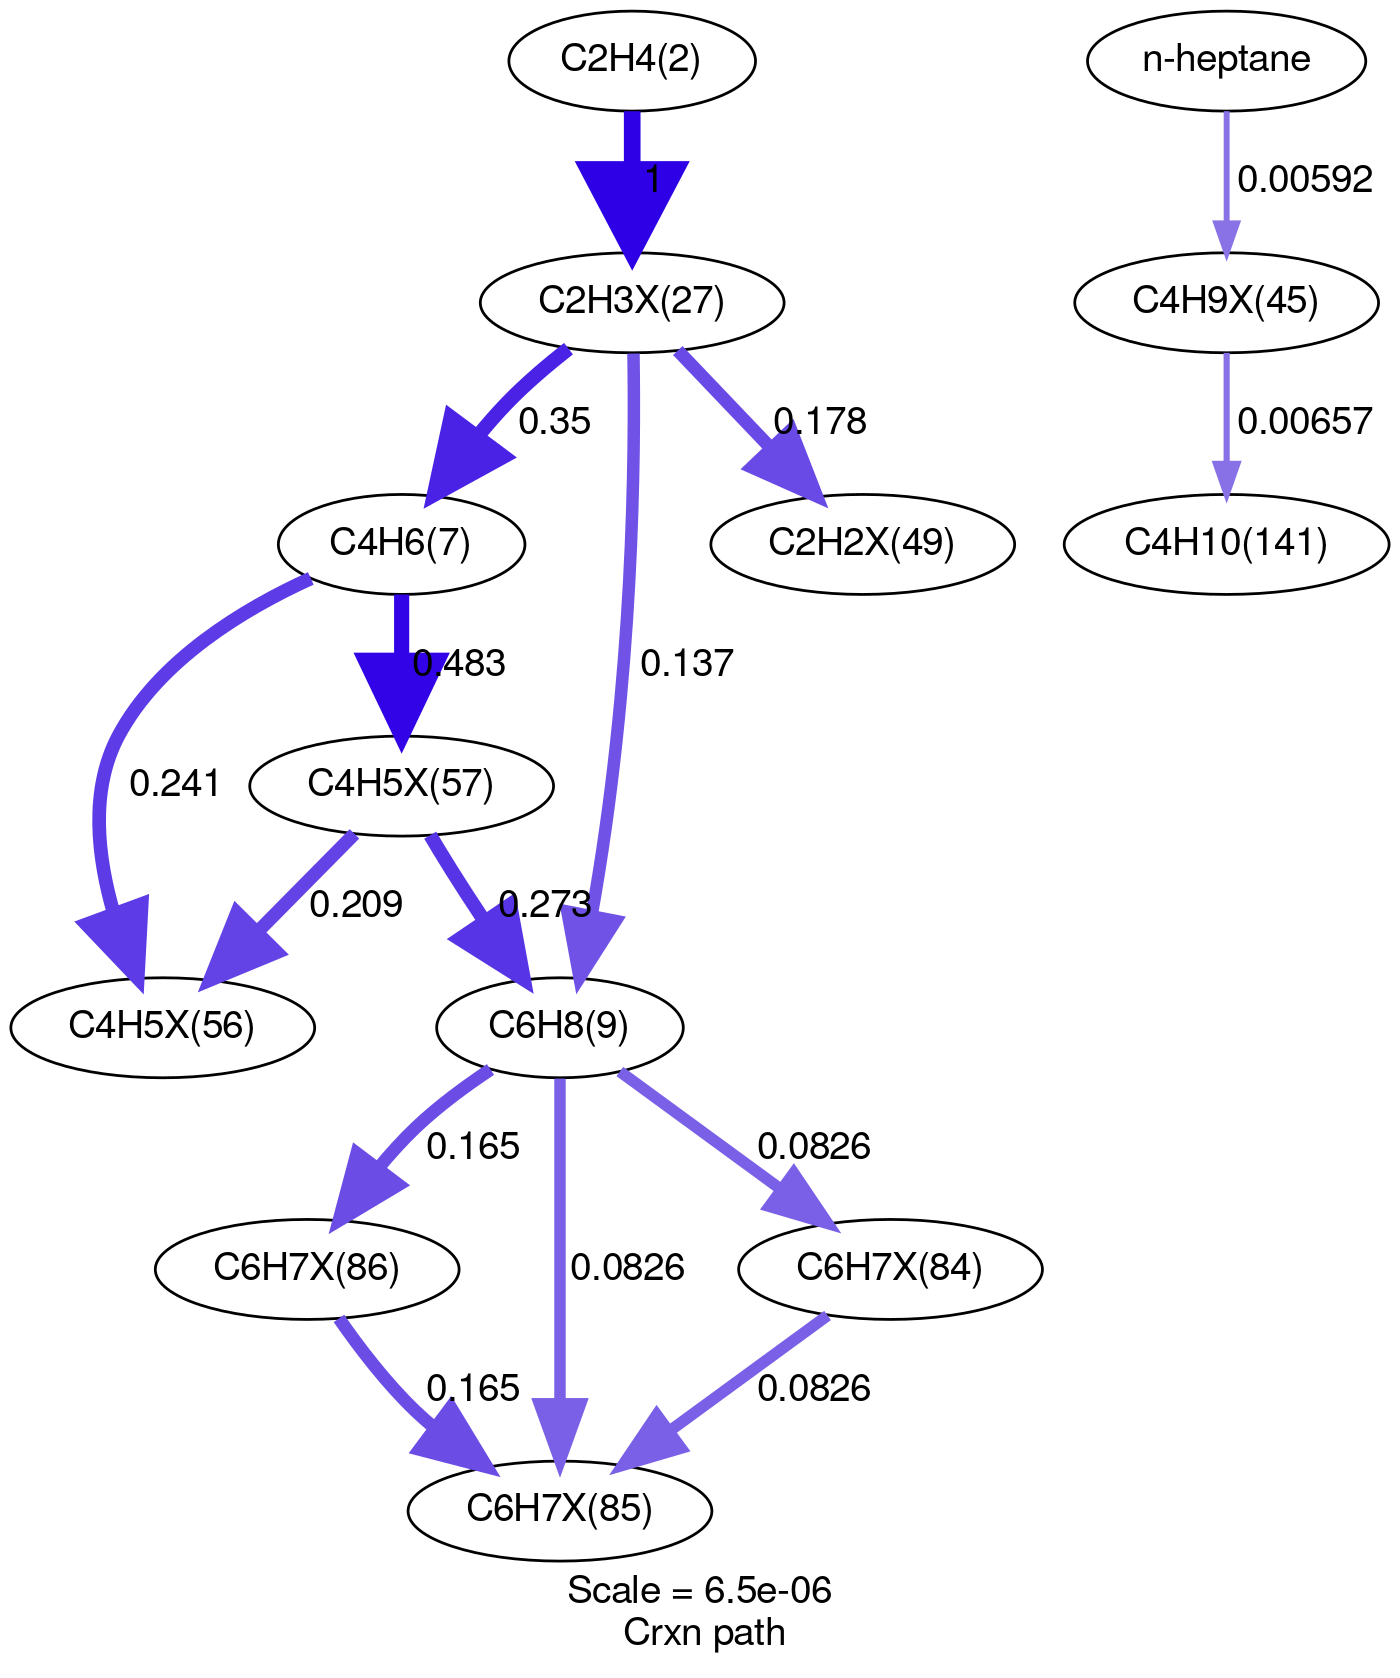 C2H4(2)
n-heptane
1
0.00592
C2H3X(27)
C4H9X(45)
0.35
0.178
0.00657
C4H6(7)
C2H2X(49)
C4H10(141)
0.483
0.137
0.241
C4H5X(57)
0.209
0.273
C4H5X(56)
C6H8(9)
0.165
0.0826
C6H7X(86)
0.0826
C6H7X(84)
0.165
0.0826
C6H7X(85)
Scale = 6.5e-06
Crxn path